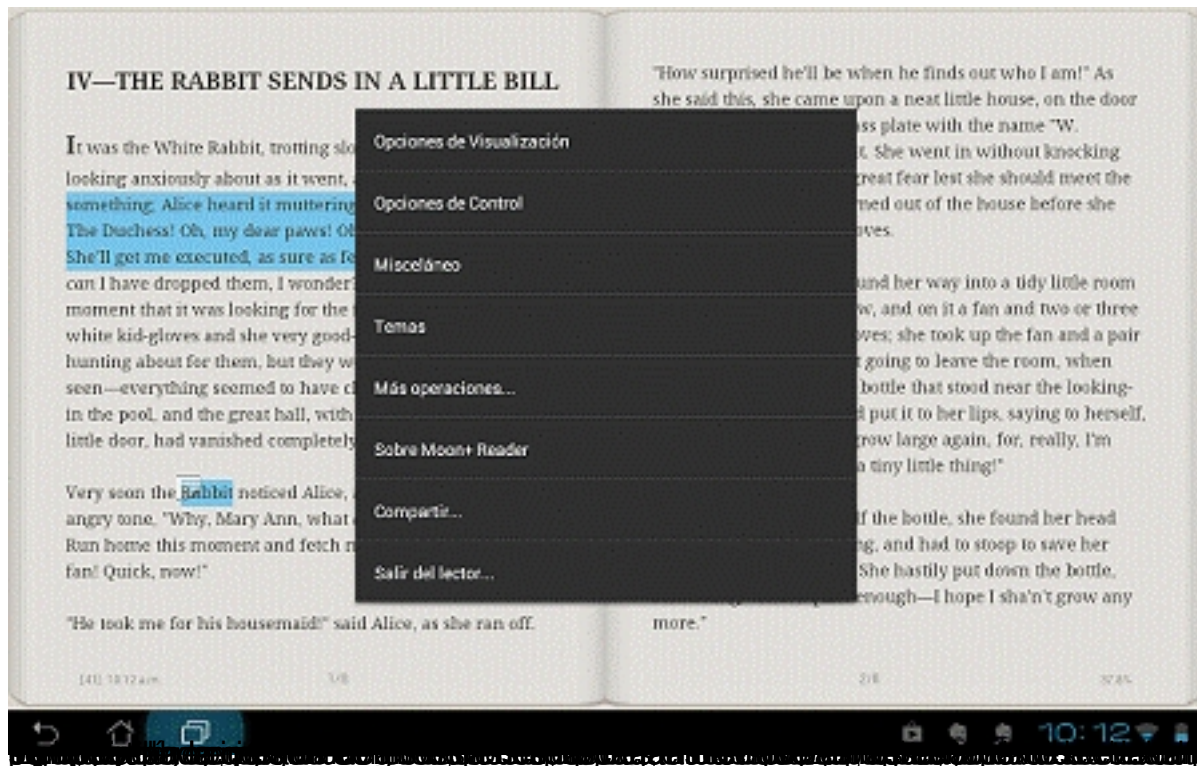 IV—THE RABBIT SENDS IN A LITTLE BILL
It was the White Rabbit, trotting
looking anxiously about as it went,
something; Alice heard it muttering
The Duchess! Oh, my dear paws!
She'll get me executed, as sure as
can I have dropped them, I wonder?
moment that it was looking for the
white kid-gloves and she very good-
hunting about for them, but they
seen—everything seemed to have
in the pool, and the great hall, with
little door, had vanished completely
Very soon the Rabbit noticed Alice,
angry tone, "Why, Mary Ann, what
Run home this moment and fetch
fan! Quick, now!"
"He took me for his housemaid!" said Alice, as she ran off.
1/8
Opciones de Visualización
Opciones de Control
Misceláneo
Temas
Más operaciones...
Sobre Moon+ Reader
Compartir...
Salir del lector...
"How surprised he'll be when he finds out who I am!" As
she said this, she came upon a neat little house, on the door
plate with the name "W.
She went in without knocking
great fear lest she should meet the
out of the house before she
her way into a tidy little room
and on it a fan and two or three
she took up the fan and a pair
going to leave the room, when
bottle that stood near the looking-
put it to her lips, saying to herself,
grow large again, for, really, I'm
a tiny little thing!"
the bottle, she found her head
and had to stoop to save her
She hastily put down the bottle,
enough—I hope I sha'n't grow any
more."
2/8
10:12